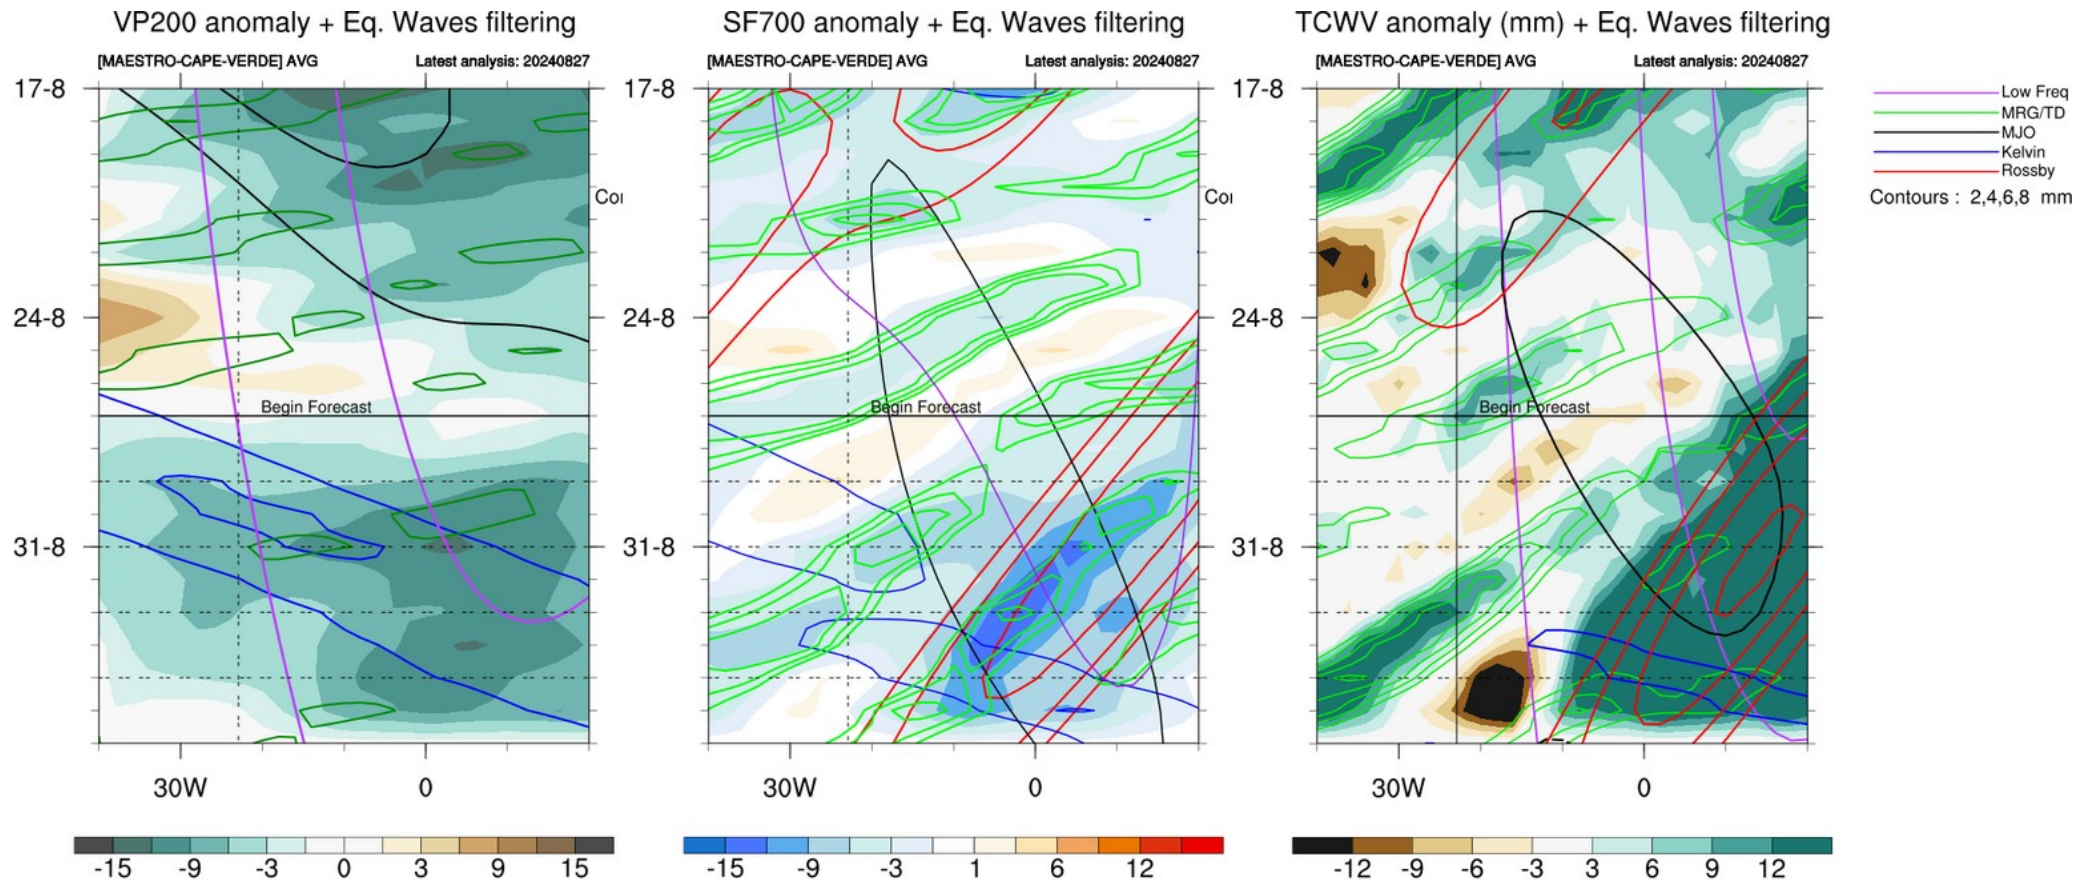 VP200 anomaly + Eq. Waves filtering
[MAESTRO-CAPE-VERDE] AVG Latest analysis: 20240827
17-8
24-8
31-8
Begin Forecast
Coi
30W 0
-15 -9 -3 0 3 9 15
SF700 anomaly + Eq. Waves filtering
[MAESTRO-CAPE-VERDE] AVG Latest analysis: 20240827
17-8
24-8
31-8
Begin Forecast
Coi
30W 0
-15 -9 -3 1 6 12
TCWV anomaly (mm) + Eq. Waves filtering
[MAESTRO-CAPE-VERDE] AVG Latest analysis: 20240827
17-8
24-8
31-8
Begin Forecast
30W 0
-12 -9 -6 -3 3 6 9 12
Low Freq
MRG/TD
MJO
Kelvin
Rossby
Contours : 2,4,6,8 mm